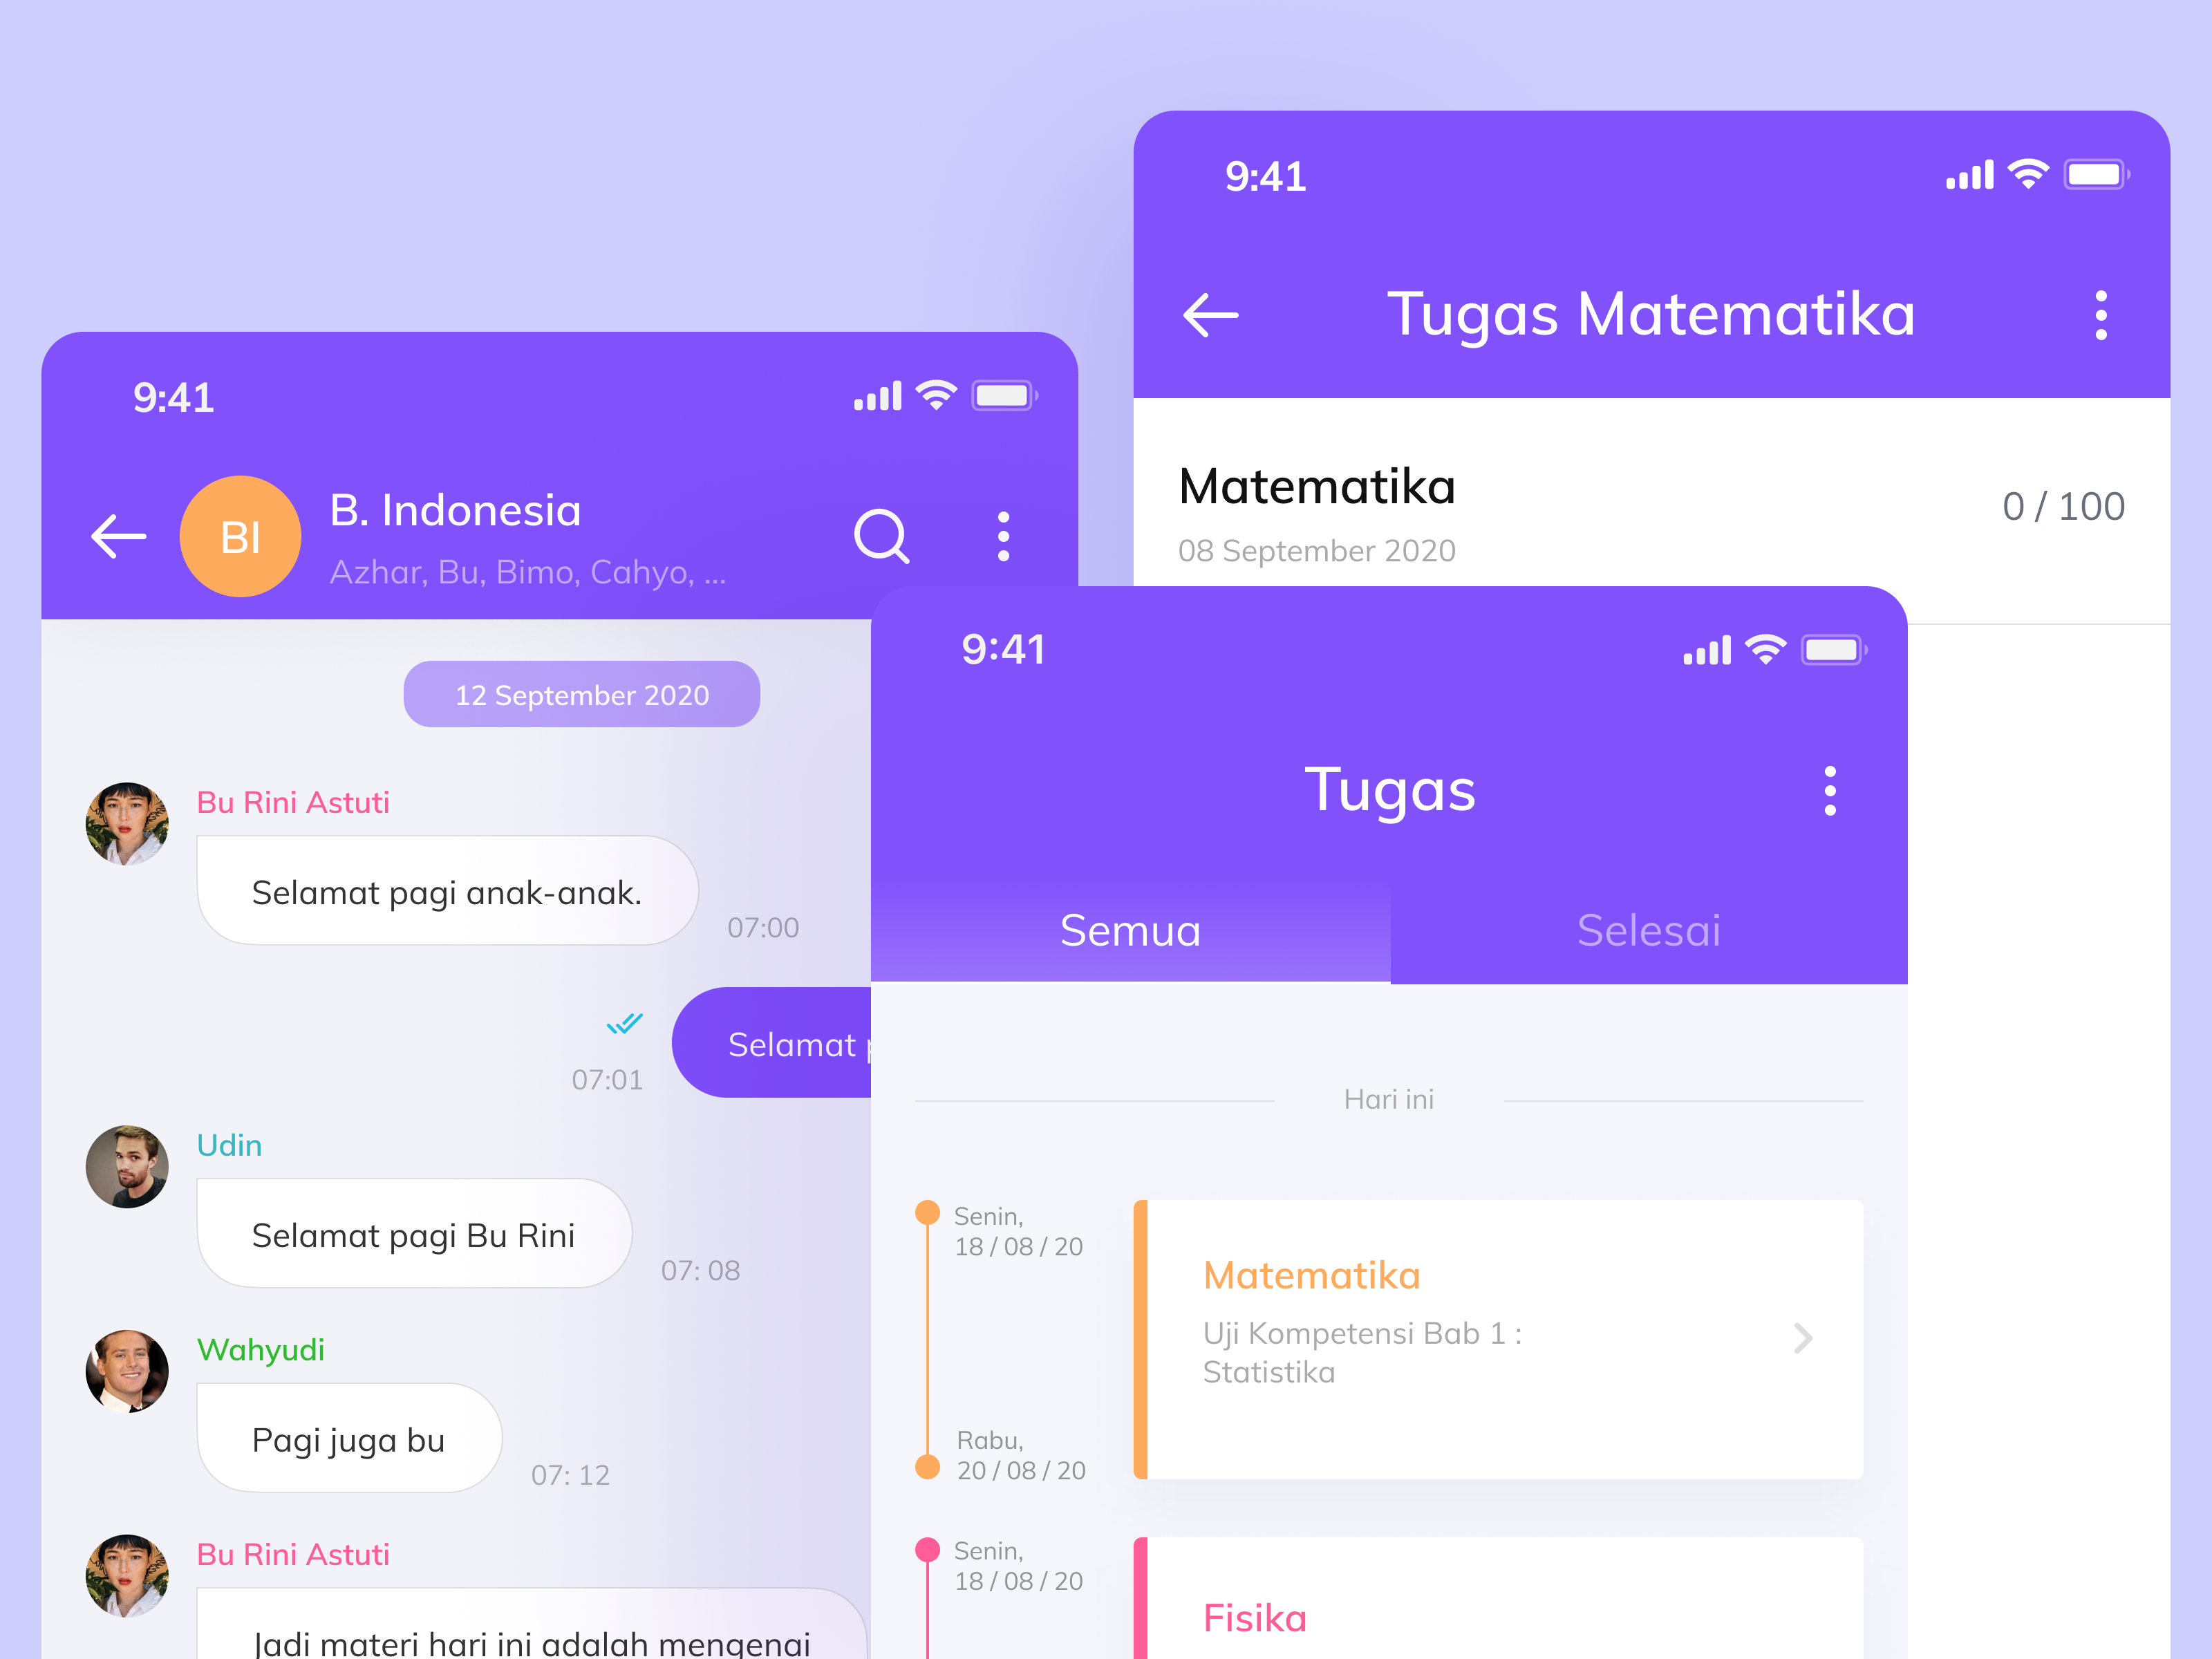 9:41
Tugas Matematika
Matematika
0 / 100
08 September 2020
9:41
BI
B. Indonesia
Azhar, Bu, Bimo, Cahyo, ...
12 September 2020
Bu Rini Astuti
Selamat pagi anak-anak.
07:00
Selamat
07:01
Udin
Selamat pagi Bu Rini
07: 08
Wahyudi
Pagi juga bu
07: 12
Bu Rini Astuti
Jadi materi hari ini adalah mengenai
9:41
Tugas
Semua
Selesai
Hari ini
Senin,
18 / 08 / 20
Matematika
Uji Kompetensi Bab 1 :
Statistika
Rabu,
20 / 08 / 20
Senin,
18 / 08 / 20
Fisika